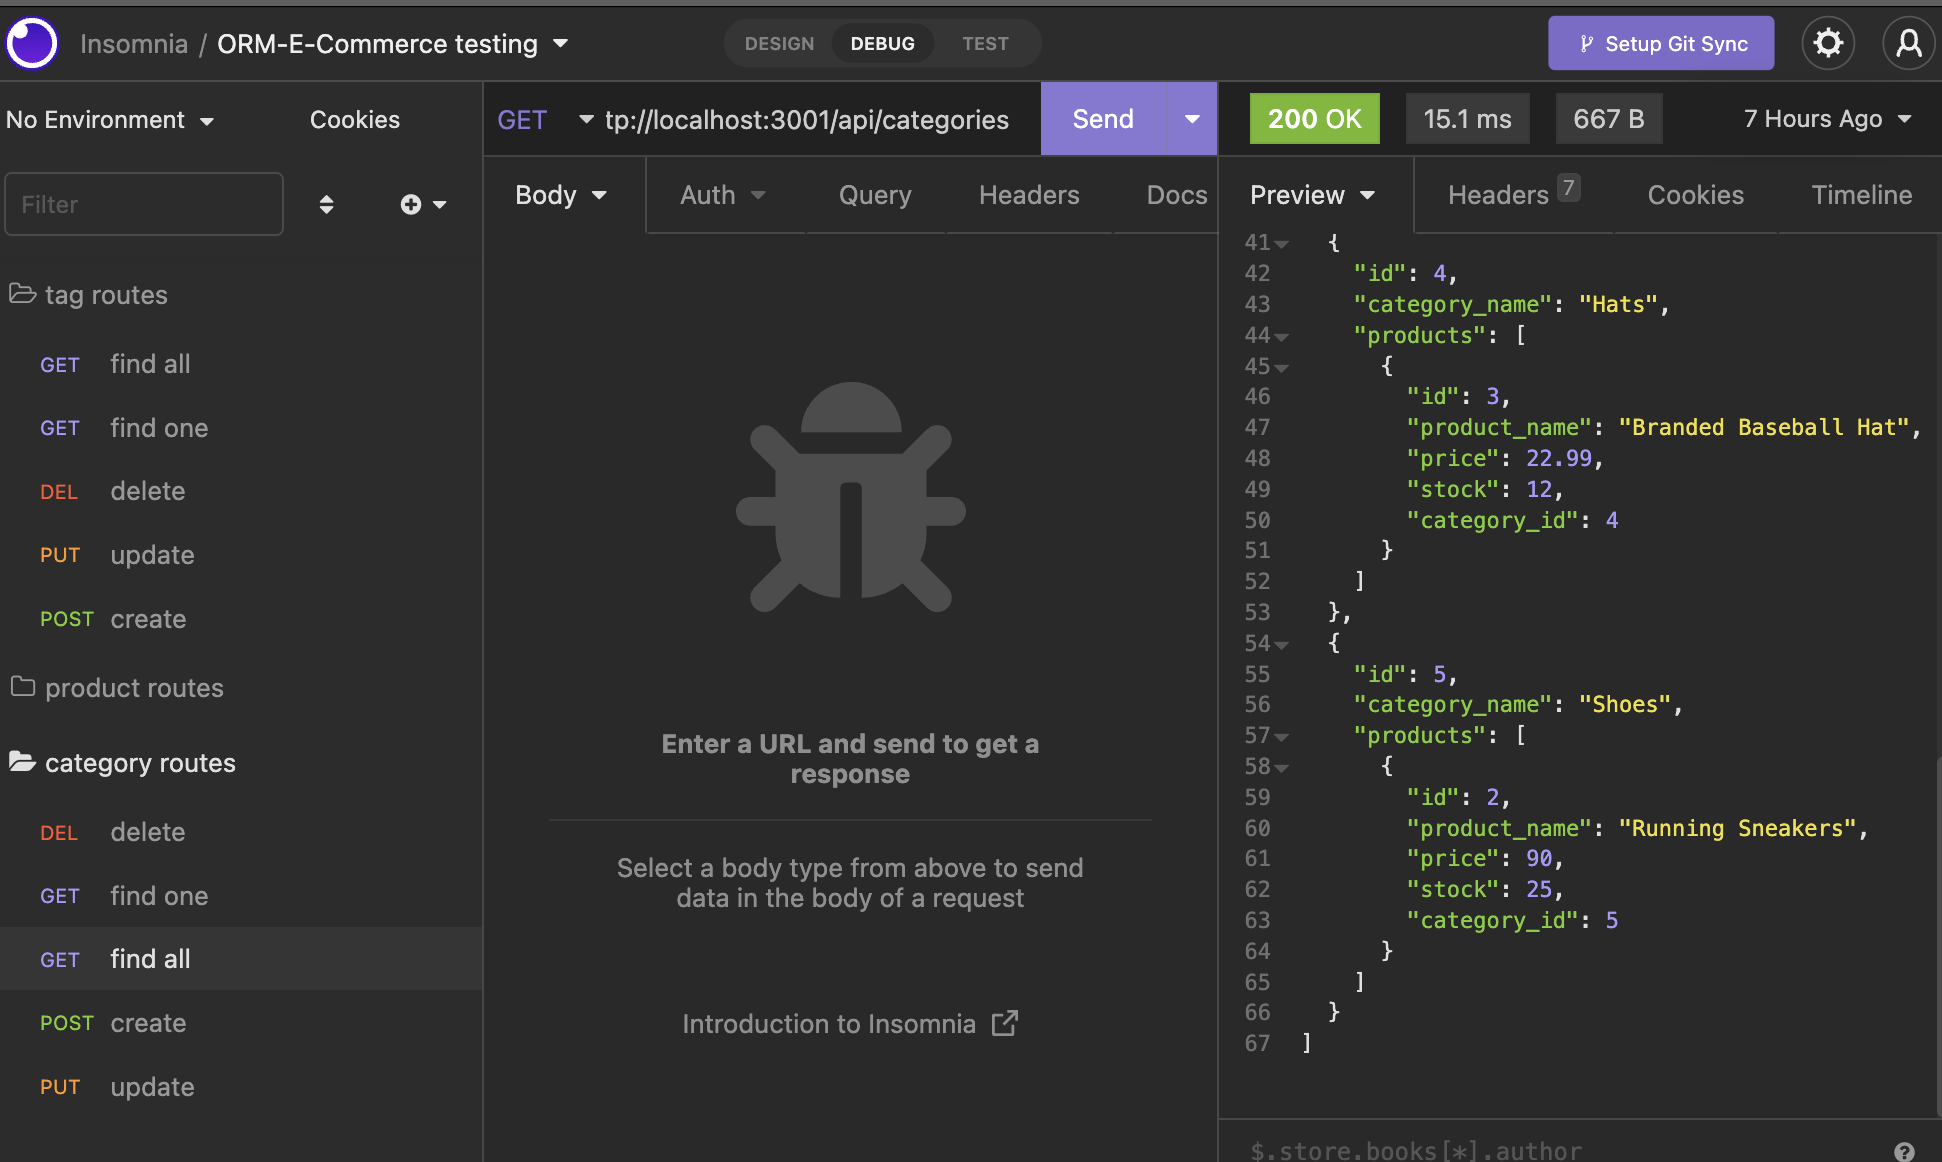 Insomnia / ORM-E-Commerce testing
DESIGN DEBUG TEST
Setup Git Sync
No Environment
Cookies
Filter
tag routes
GET find all
GET find one
DEL delete
PUT update
POST create
product routes
category routes
DEL delete
GET find one
GET find all
POST create
PUT update
GET tp://localhost:3001/api/categories Send
Body Auth Query Headers Docs
Enter a URL and send to get a
response
Select a body type from above to send
data in the body of a request
Introduction to Insomnia
200 OK 15.1 ms 667 B 7 Hours Ago
Preview Headers 7 Cookies Timeline
41 {
42 "id": 4,
43 "category_name": "Hats",
44 "products": [
45 {
46 "id": 3,
47 "product_name": "Branded Baseball Hat",
48 "price": 22.99,
49 "stock": 12,
50 "category_id": 4
51 }
52 ]
53 },
54 {
55 "id": 5,
56 "category_name": "Shoes",
57 "products": [
58 {
59 "id": 2,
60 "product_name": "Running Sneakers",
61 "price": 90,
62 "stock": 25,
63 "category_id": 5
64 }
65 ]
66 }
67 ]
$.store.books[*].author
?